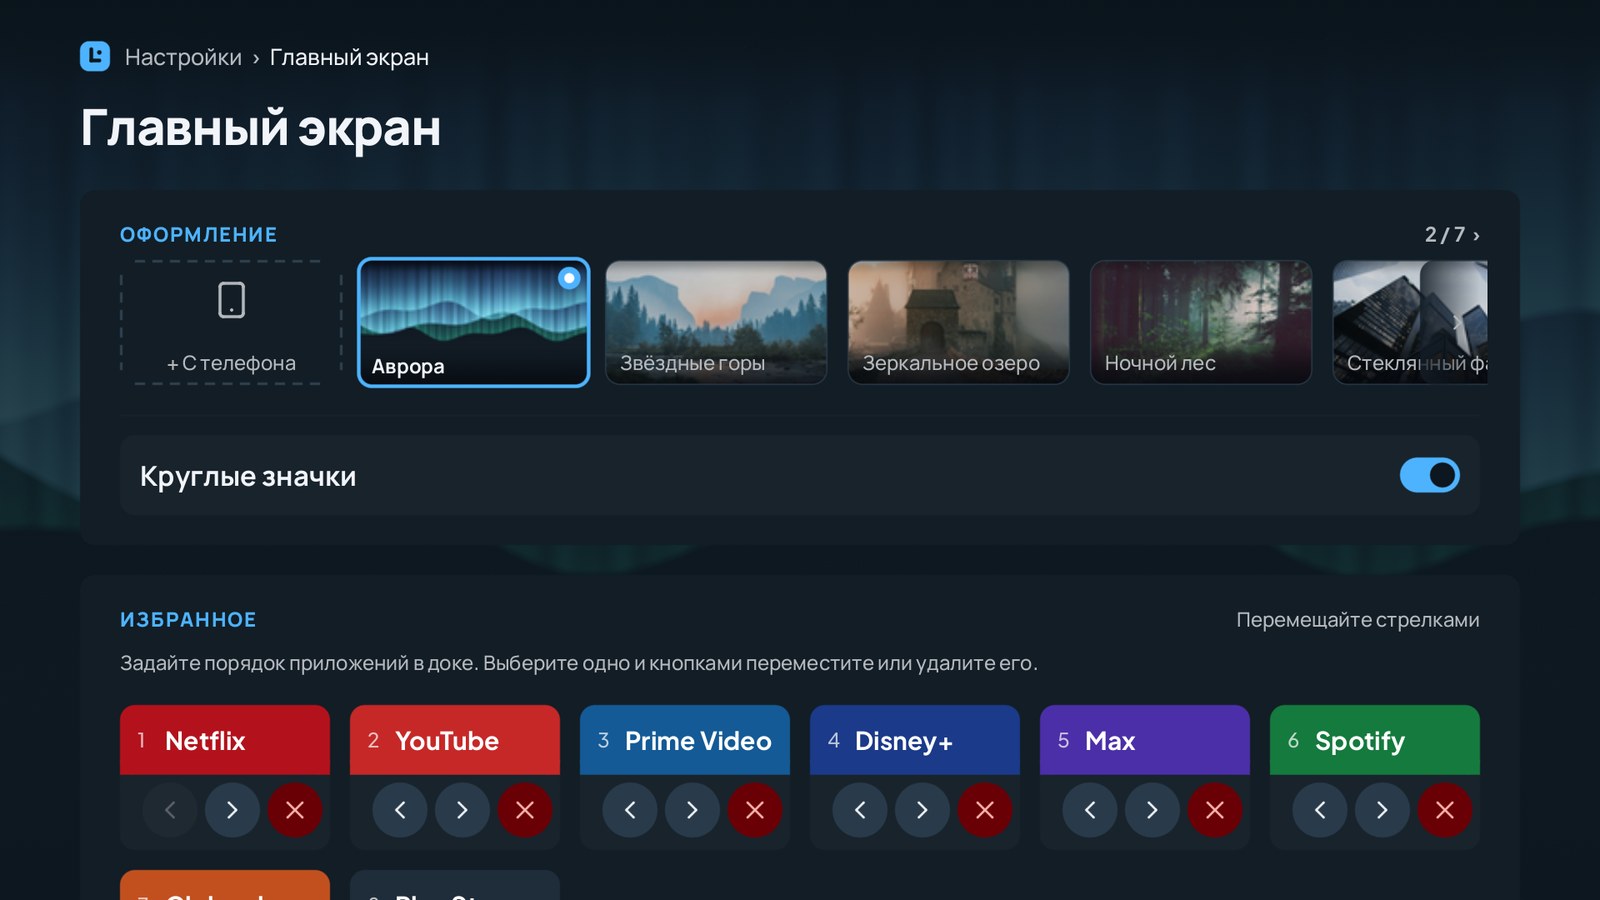 Настройки › Главный экран
Главный экран
ОФОРМЛЕНИЕ
2 / 7 ›
+ С телефона
Аврора
Звёздные горы
Зеркальное озеро
Ночной лес
Стеклянный
Круглые значки
ИЗБРАННОЕ
Перемещайте стрелками
Задайте порядок приложений в доке. Выберите одно и кнопками переместите или удалите его.
1 Netflix
2 YouTube
3 Prime Video
4 Disney+
5 Max
6 Spotify